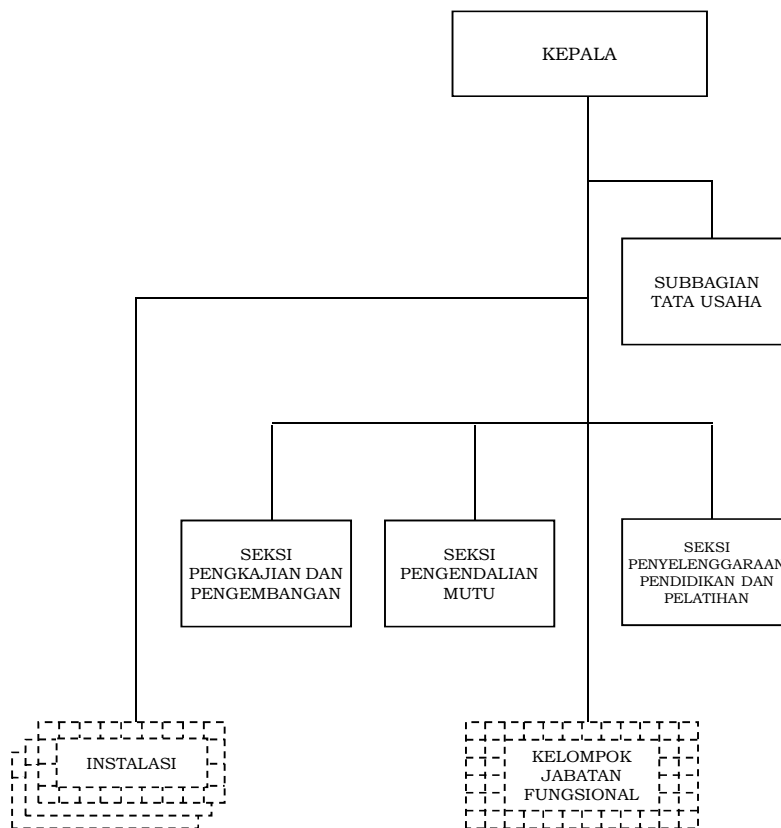 KEPALA
SUBBAGIAN
TATA USAHA
SEKSI
PENGKAJIAN DAN
PENGEMBANGAN
SEKSI
PENGENDALIAN
MUTU
SEKSI
PENYELENGGARAAN
PENDIDIKAN DAN
PELATIHAN
INSTALASI
KELOMPOK
JABATAN
FUNGSIONAL